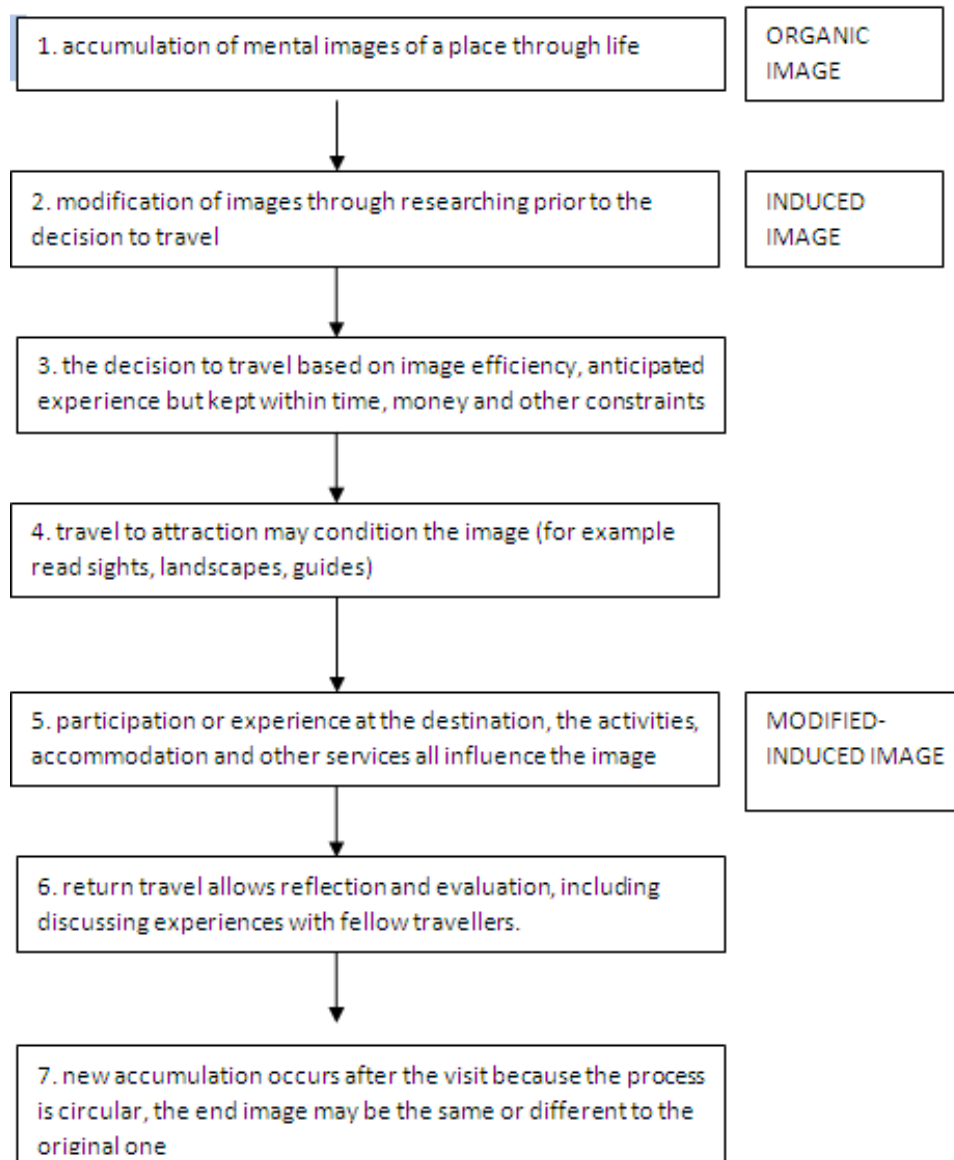 1. accumulation of mental images of a place through life
ORGANIC
IMAGE
2. modification of images through researching prior to the
decision to travel
INDUCED
IMAGE
3. the decision to travel based on image efficiency, anticipated
experience but kept within time, money and other constraints
4. travel to attraction may condition the image (for example
read sights, landscapes, guides)
5. participation or experience at the destination, the activities,
accommodation and other services all influence the image
MODIFIED-
INDUCED IMAGE
6. return travel allows reflection and evaluation, including
discussing experiences with fellow travellers.
7. new accumulation occurs after the visit because the process
is circular, the end image may be the same or different to the
original one